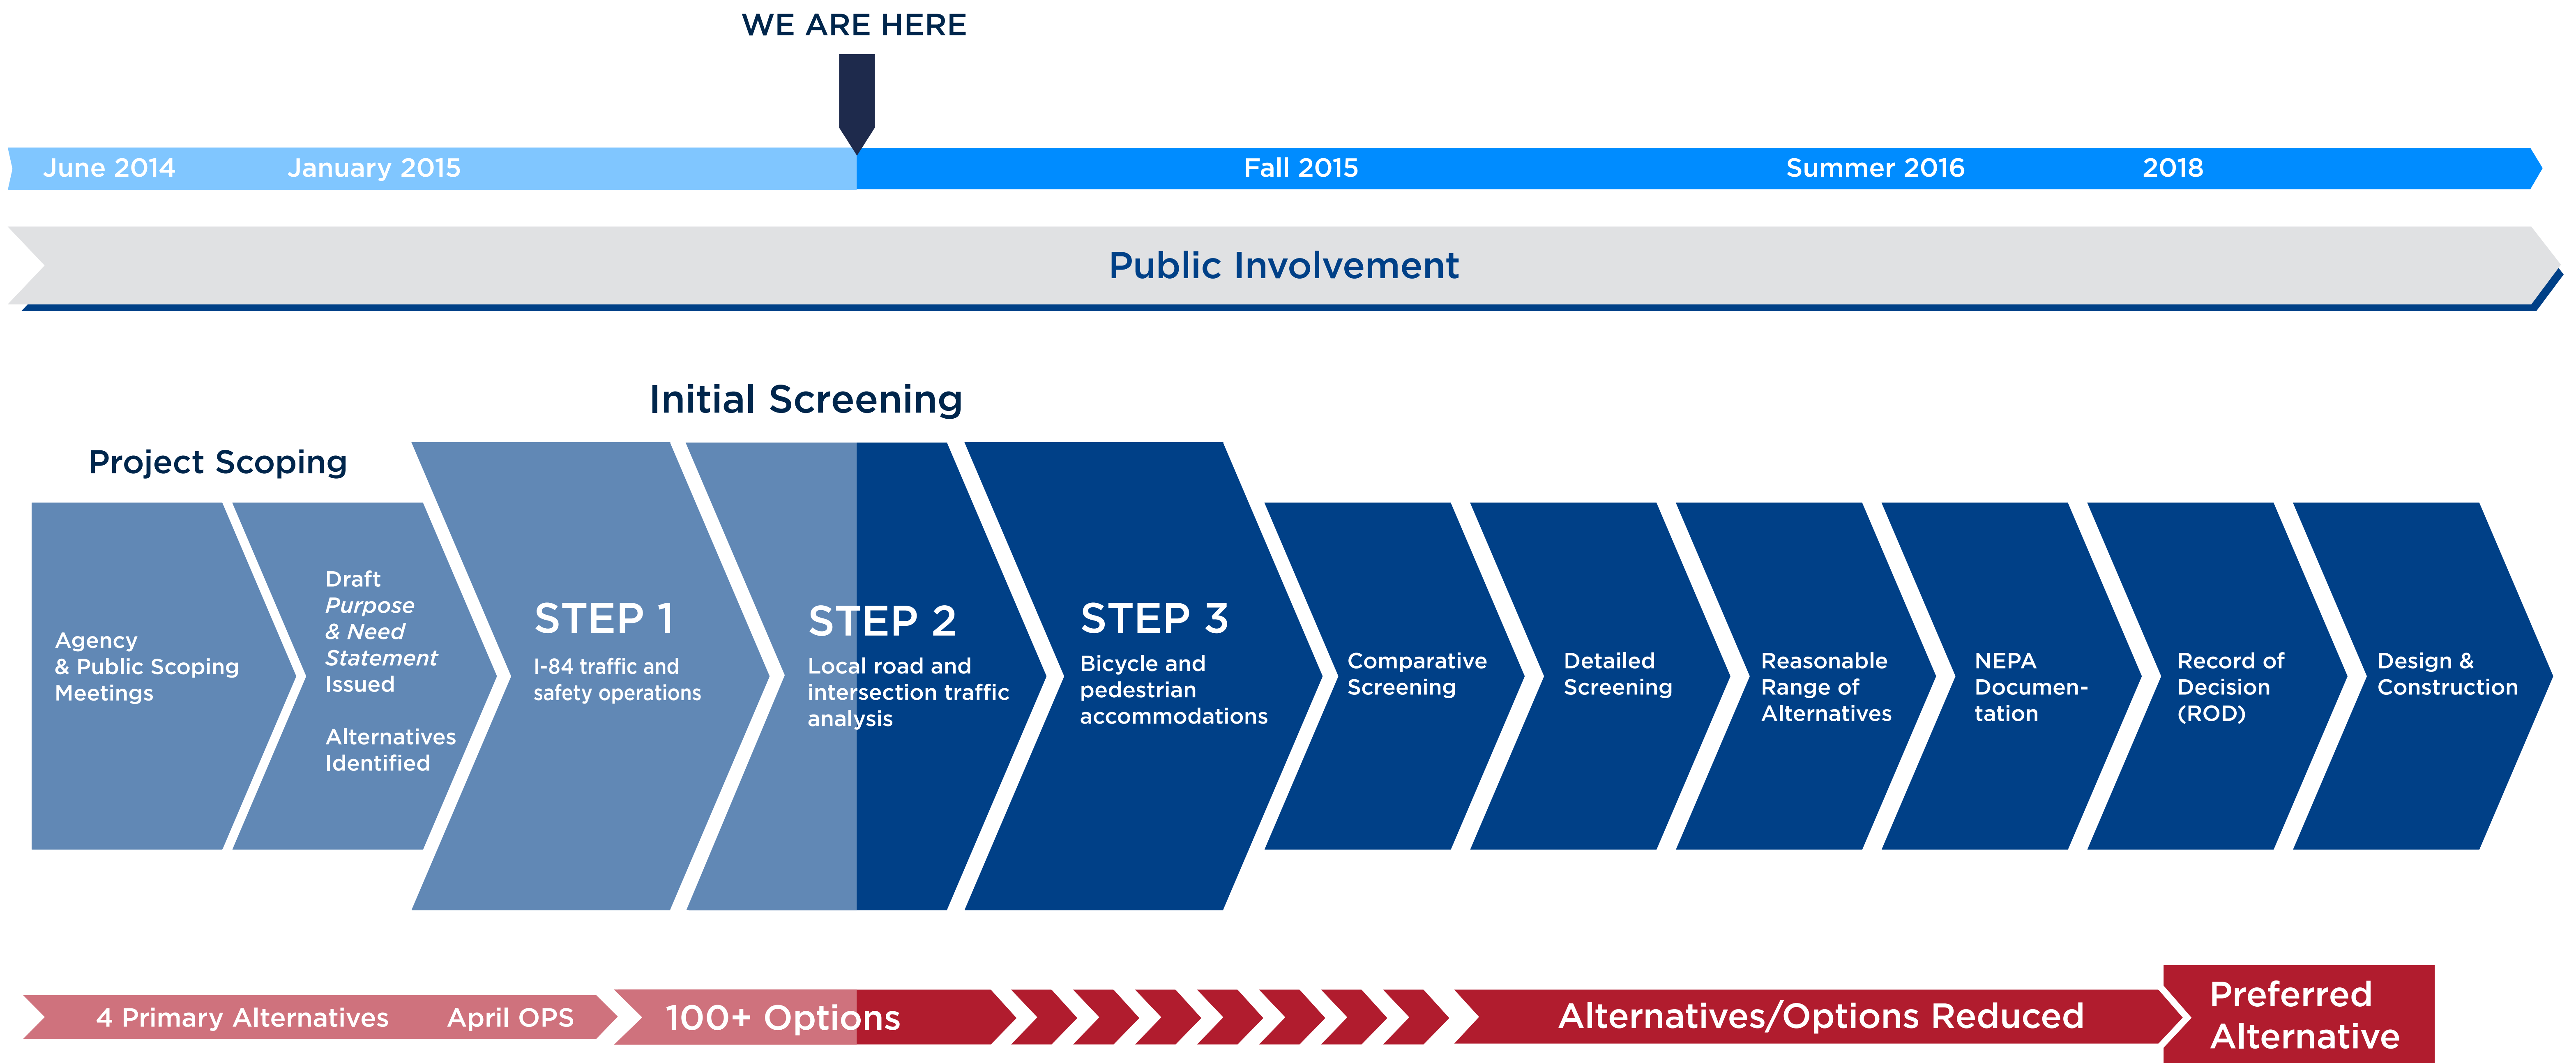 WE ARE HERE
June 2014
January 2015
Fall 2015
Summer 2016
2018
Public Involvement
Initial Screening
Project Scoping
Agency
& Public Scoping
Meetings
Draft
Purpose
& Need
Statement
Issued
Alternatives
Identified
STEP 1
I-84 traffic and
safety operations
STEP 2
Local road and
intersection traffic
analysis
STEP 3
Bicycle and
pedestrian
accommodations
Comparative
Screening
Detailed
Screening
Reasonable
Range of
Alternatives
NEPA
Documen-
tation
Record of
Decision
(ROD)
Design &
Construction
4 Primary Alternatives
April OPS
100+ Options
Alternatives/Options Reduced
Preferred
Alternative